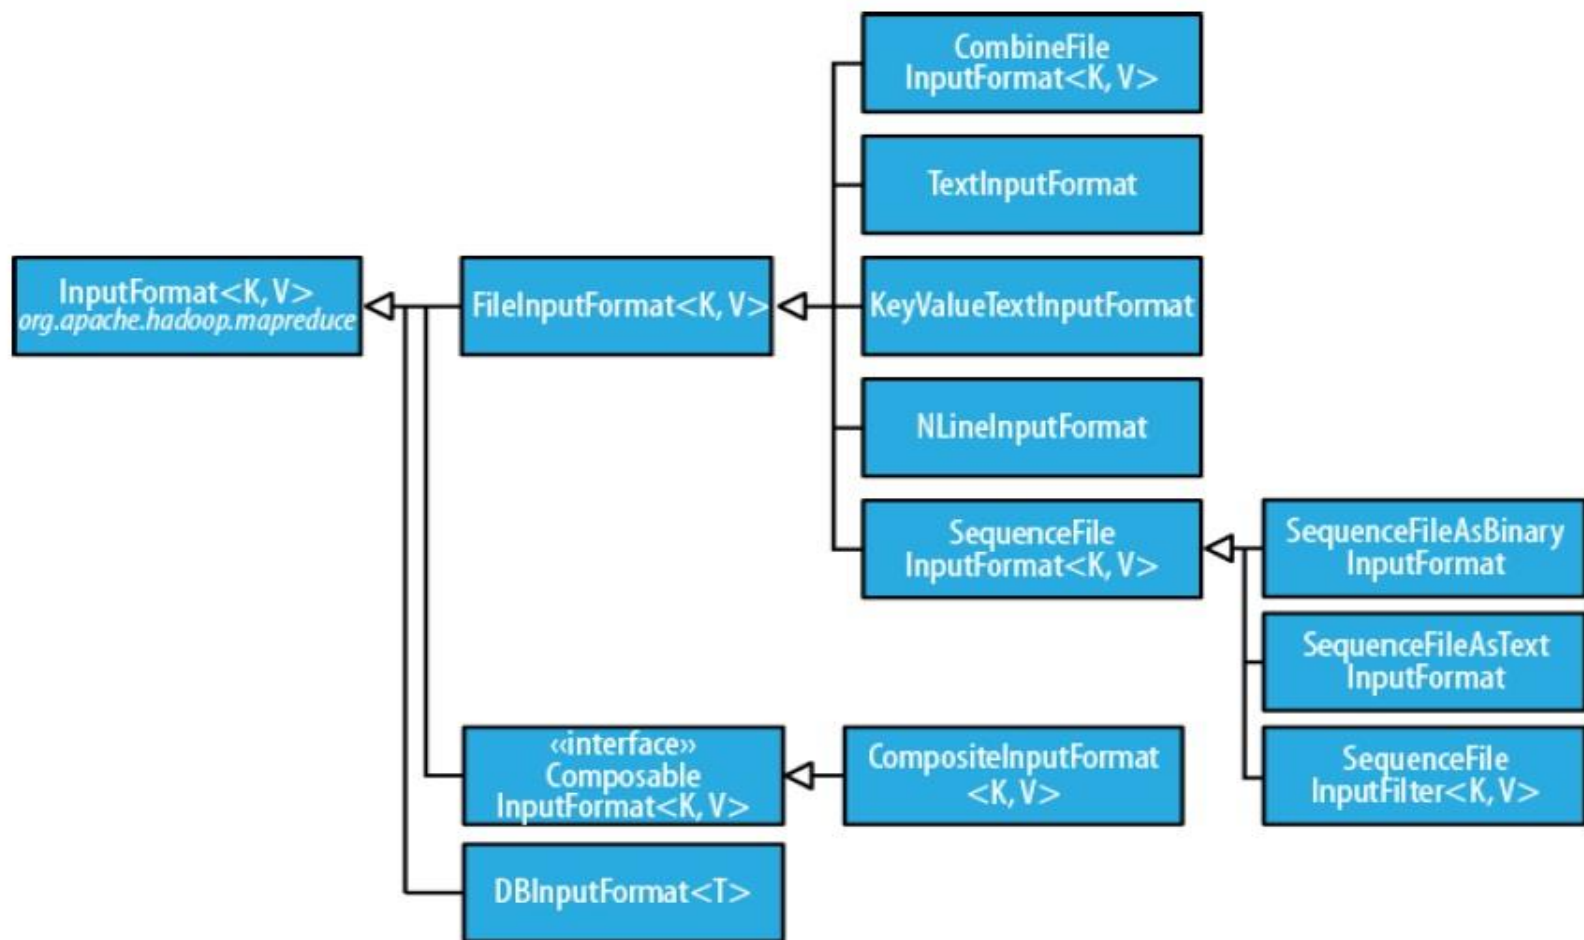 CombineFile
InputFormat<K, V>
TextInputFormat
InputFormat<K, V>
org.apache.hadoop.mapreduce
FileInputFormat<K, V>
KeyValueTextInputFormat
NLineInputFormat
SequenceFile
InputFormat<K, V>
SequenceFileAsBinary
InputFormat
SequenceFileAsText
InputFormat
«interface»
Composable
InputFormat<K, V>
CompositeInputFormat
<K, V>
SequenceFile
InputFilter<K, V>
DBInputFormat<T>